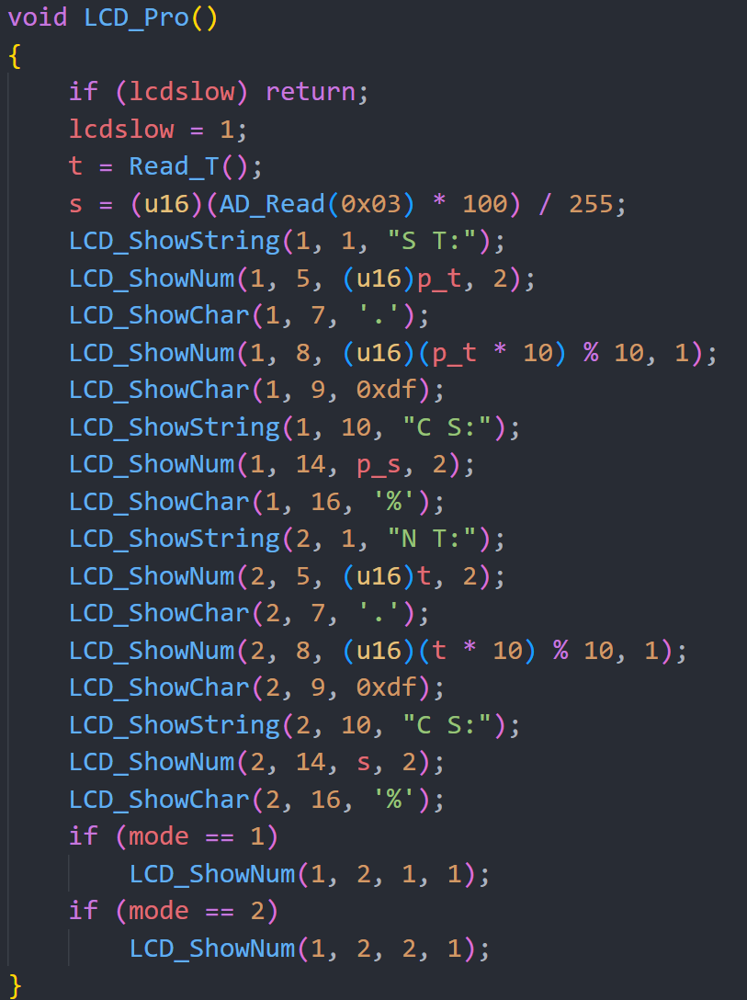 void LCD_Pro()
{
    if (lcdslow) return;
    lcdslow = 1;
    t = Read_T();
    s = (u16)(AD_Read(0x03) * 100) / 255;
    LCD_ShowString(1, 1, "S T:");
    LCD_ShowNum(1, 5, (u16)p_t, 2);
    LCD_ShowChar(1, 7, '.');
    LCD_ShowNum(1, 8, (u16)(p_t * 10) % 10, 1);
    LCD_ShowChar(1, 9, 0xdf);
    LCD_ShowString(1, 10, "C S:");
    LCD_ShowNum(1, 14, p_s, 2);
    LCD_ShowChar(1, 16, '%');
    LCD_ShowString(2, 1, "N T:");
    LCD_ShowNum(2, 5, (u16)t, 2);
    LCD_ShowChar(2, 7, '.');
    LCD_ShowNum(2, 8, (u16)(t * 10) % 10, 1);
    LCD_ShowChar(2, 9, 0xdf);
    LCD_ShowString(2, 10, "C S:");
    LCD_ShowNum(2, 14, s, 2);
    LCD_ShowChar(2, 16, '%');
    if (mode == 1)
        LCD_ShowNum(1, 2, 1, 1);
    if (mode == 2)
        LCD_ShowNum(1, 2, 2, 1);
}